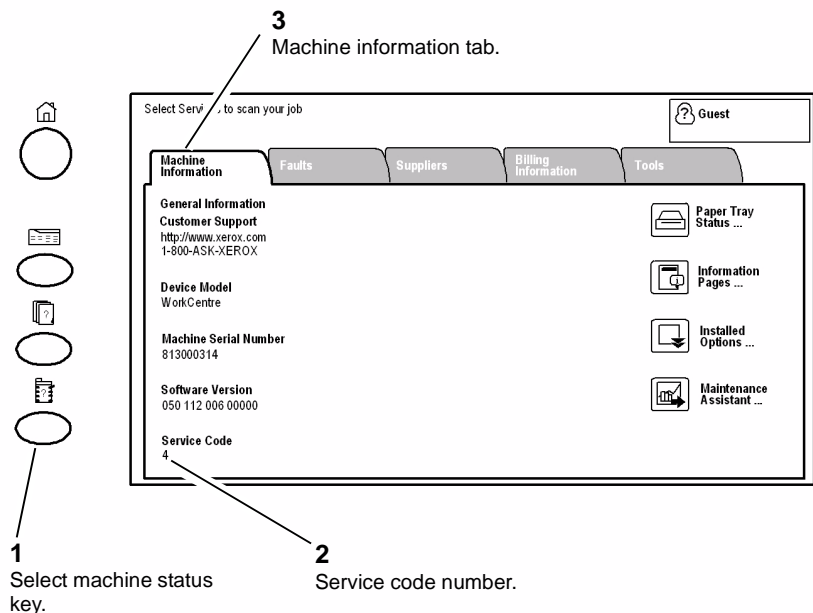 3
Machine information tab.
Select Servi s to scan your job
Guest
Machine
Information
Faults
Suppliers
Billing
Information
Tools
General Information
Customer Support
http://www.xerox.com
1-800-ASK-XEROX
Device Model
WorkCentre
Machine Serial Number
813000314
Software Version
050 112 006 00000
Service Code
4
Paper Tray
Status ...
Information
Pages ...
Installed
Options ...
Maintenance
Assistant ...
1
Select machine status
key.
2
Service code number.